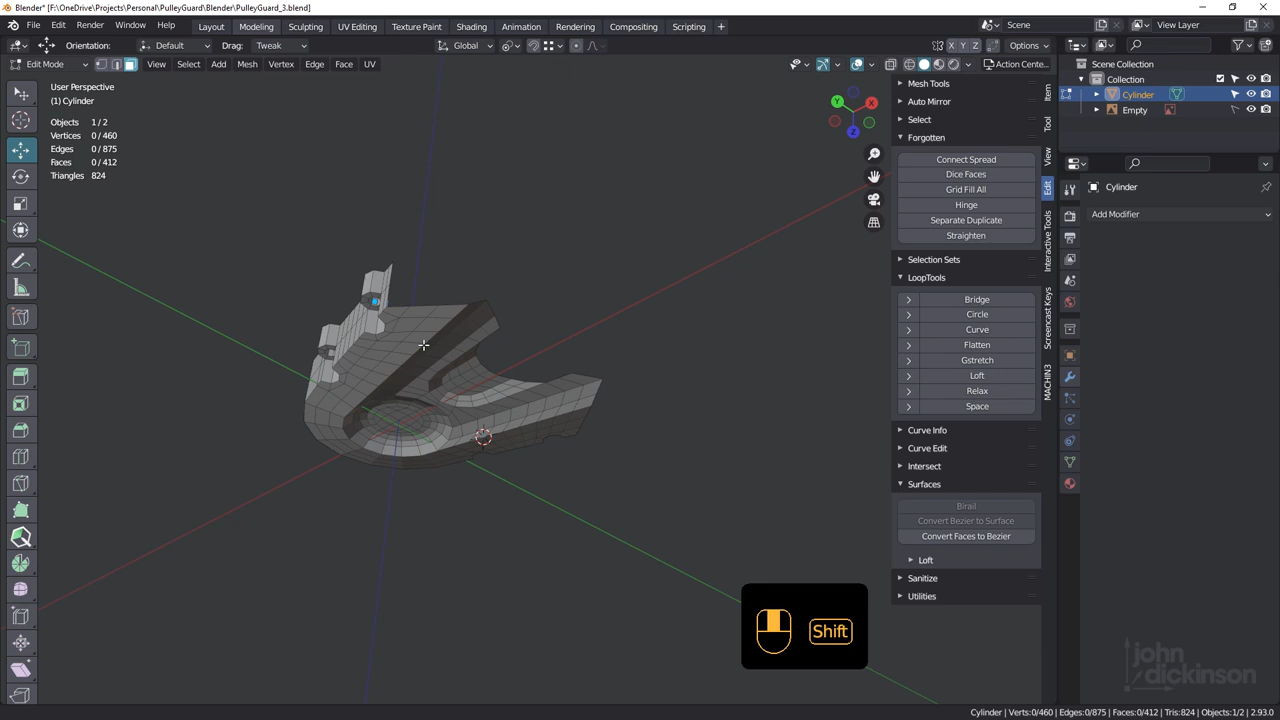 Blender* [F:\OneDrive\Projects\Personal\PulleyGuard\Blender\PulleyGuard_3.blend]
File Edit Render Window Help Layout Modeling Sculpting UV Editing Texture Paint Shading Animation Rendering Compositing Scripting + Scene View Layer
Orientation: Default Drag: Tweak Global X Y Z Options
Edit Mode View Select Add Mesh Vertex Edge Face UV Action Cente...
User Perspective
(1) Cylinder
Objects 1 / 2
Vertices 0 / 460
Edges 0 / 875
Faces 0 / 412
Triangles 824
Y X
Z
Mesh Tools
Auto Mirror
Select
Forgotten
Connect Spread
Dice Faces
Grid Fill All
Hinge
Separate Duplicate
Straighten
Selection Sets
LoopTools
Bridge
Circle
Curve
Flatten
Gstretch
Loft
Relax
Space
Curve Info
Curve Edit
Intersect
Surfaces
Birail
Convert Bezier to Surface
Convert Faces to Bezier
Loft
Sanitize
Utilities
Item
Tool
View
Edit
Interactive Tools
Screencast Keys
MACHIN3
Scene Collection
Collection
Cylinder
Empty
Cylinder
Add Modifier
Shift
john
dickinson
Cylinder | Verts:0/460 | Edges:0/875 | Faces:0/412 | Tris:824 | Objects:1/2 | 2.93.0